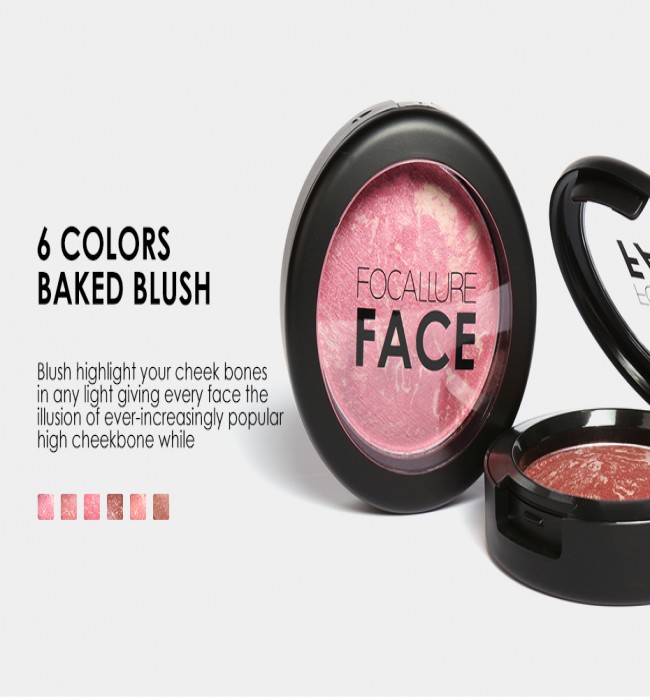 6 COLORS
BAKED BLUSH
Blush highlight your cheek bones
in any light giving every face the
illusion of ever-increasingly popular
high cheekbone while
FOCALLURE
FACE